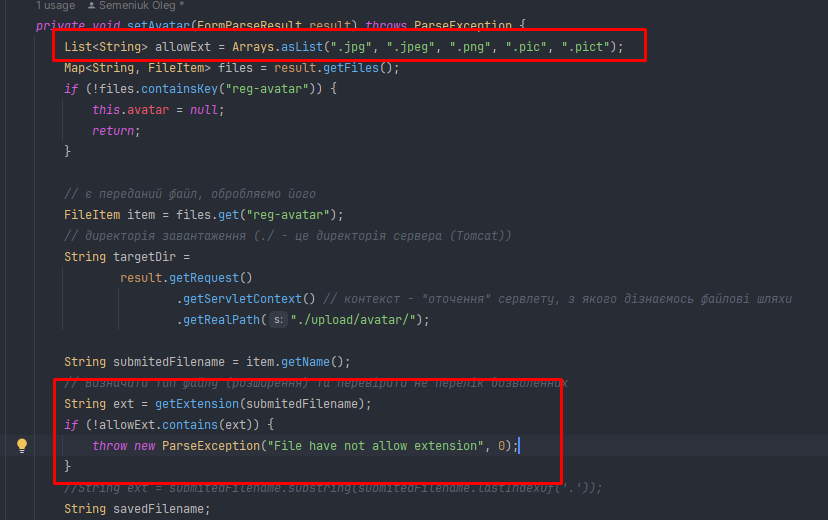 1 usage Semeniuk Oleg *
private void setAvatar(FormParseResult result) throws ParseException {
List<String> allowExt = Arrays.asList(".jpg", ".jpeg", ".png", ".pic", ".pict");
Map<String, FileItem> files = result.getFiles();
if (!files.containsKey("reg-avatar")) {
this.avatar = null;
return;
}
// є переданий файл, обробляємо його
FileItem item = files.get("reg-avatar");
// директорія завантаження (./ - це директорія сервера (Tomcat))
String targetDir =
result.getRequest()
.getServletContext() // контекст - "оточення" сервлету, з якого дізнаємось файлові шляхи
.getRealPath( s: "./upload/avatar/");
String submitedFilename = item.getName();
// визначити тип файлу (розширення) та перевірити не перелік дозволенних
String ext = getExtension(submitedFilename);
if (!allowExt.contains(ext)) {
throw new ParseException("File have not allow extension", 0);
}
//String ext = submitedFilename.substring(submitedFilename.lastIndexOf('.'));
String savedFilename;